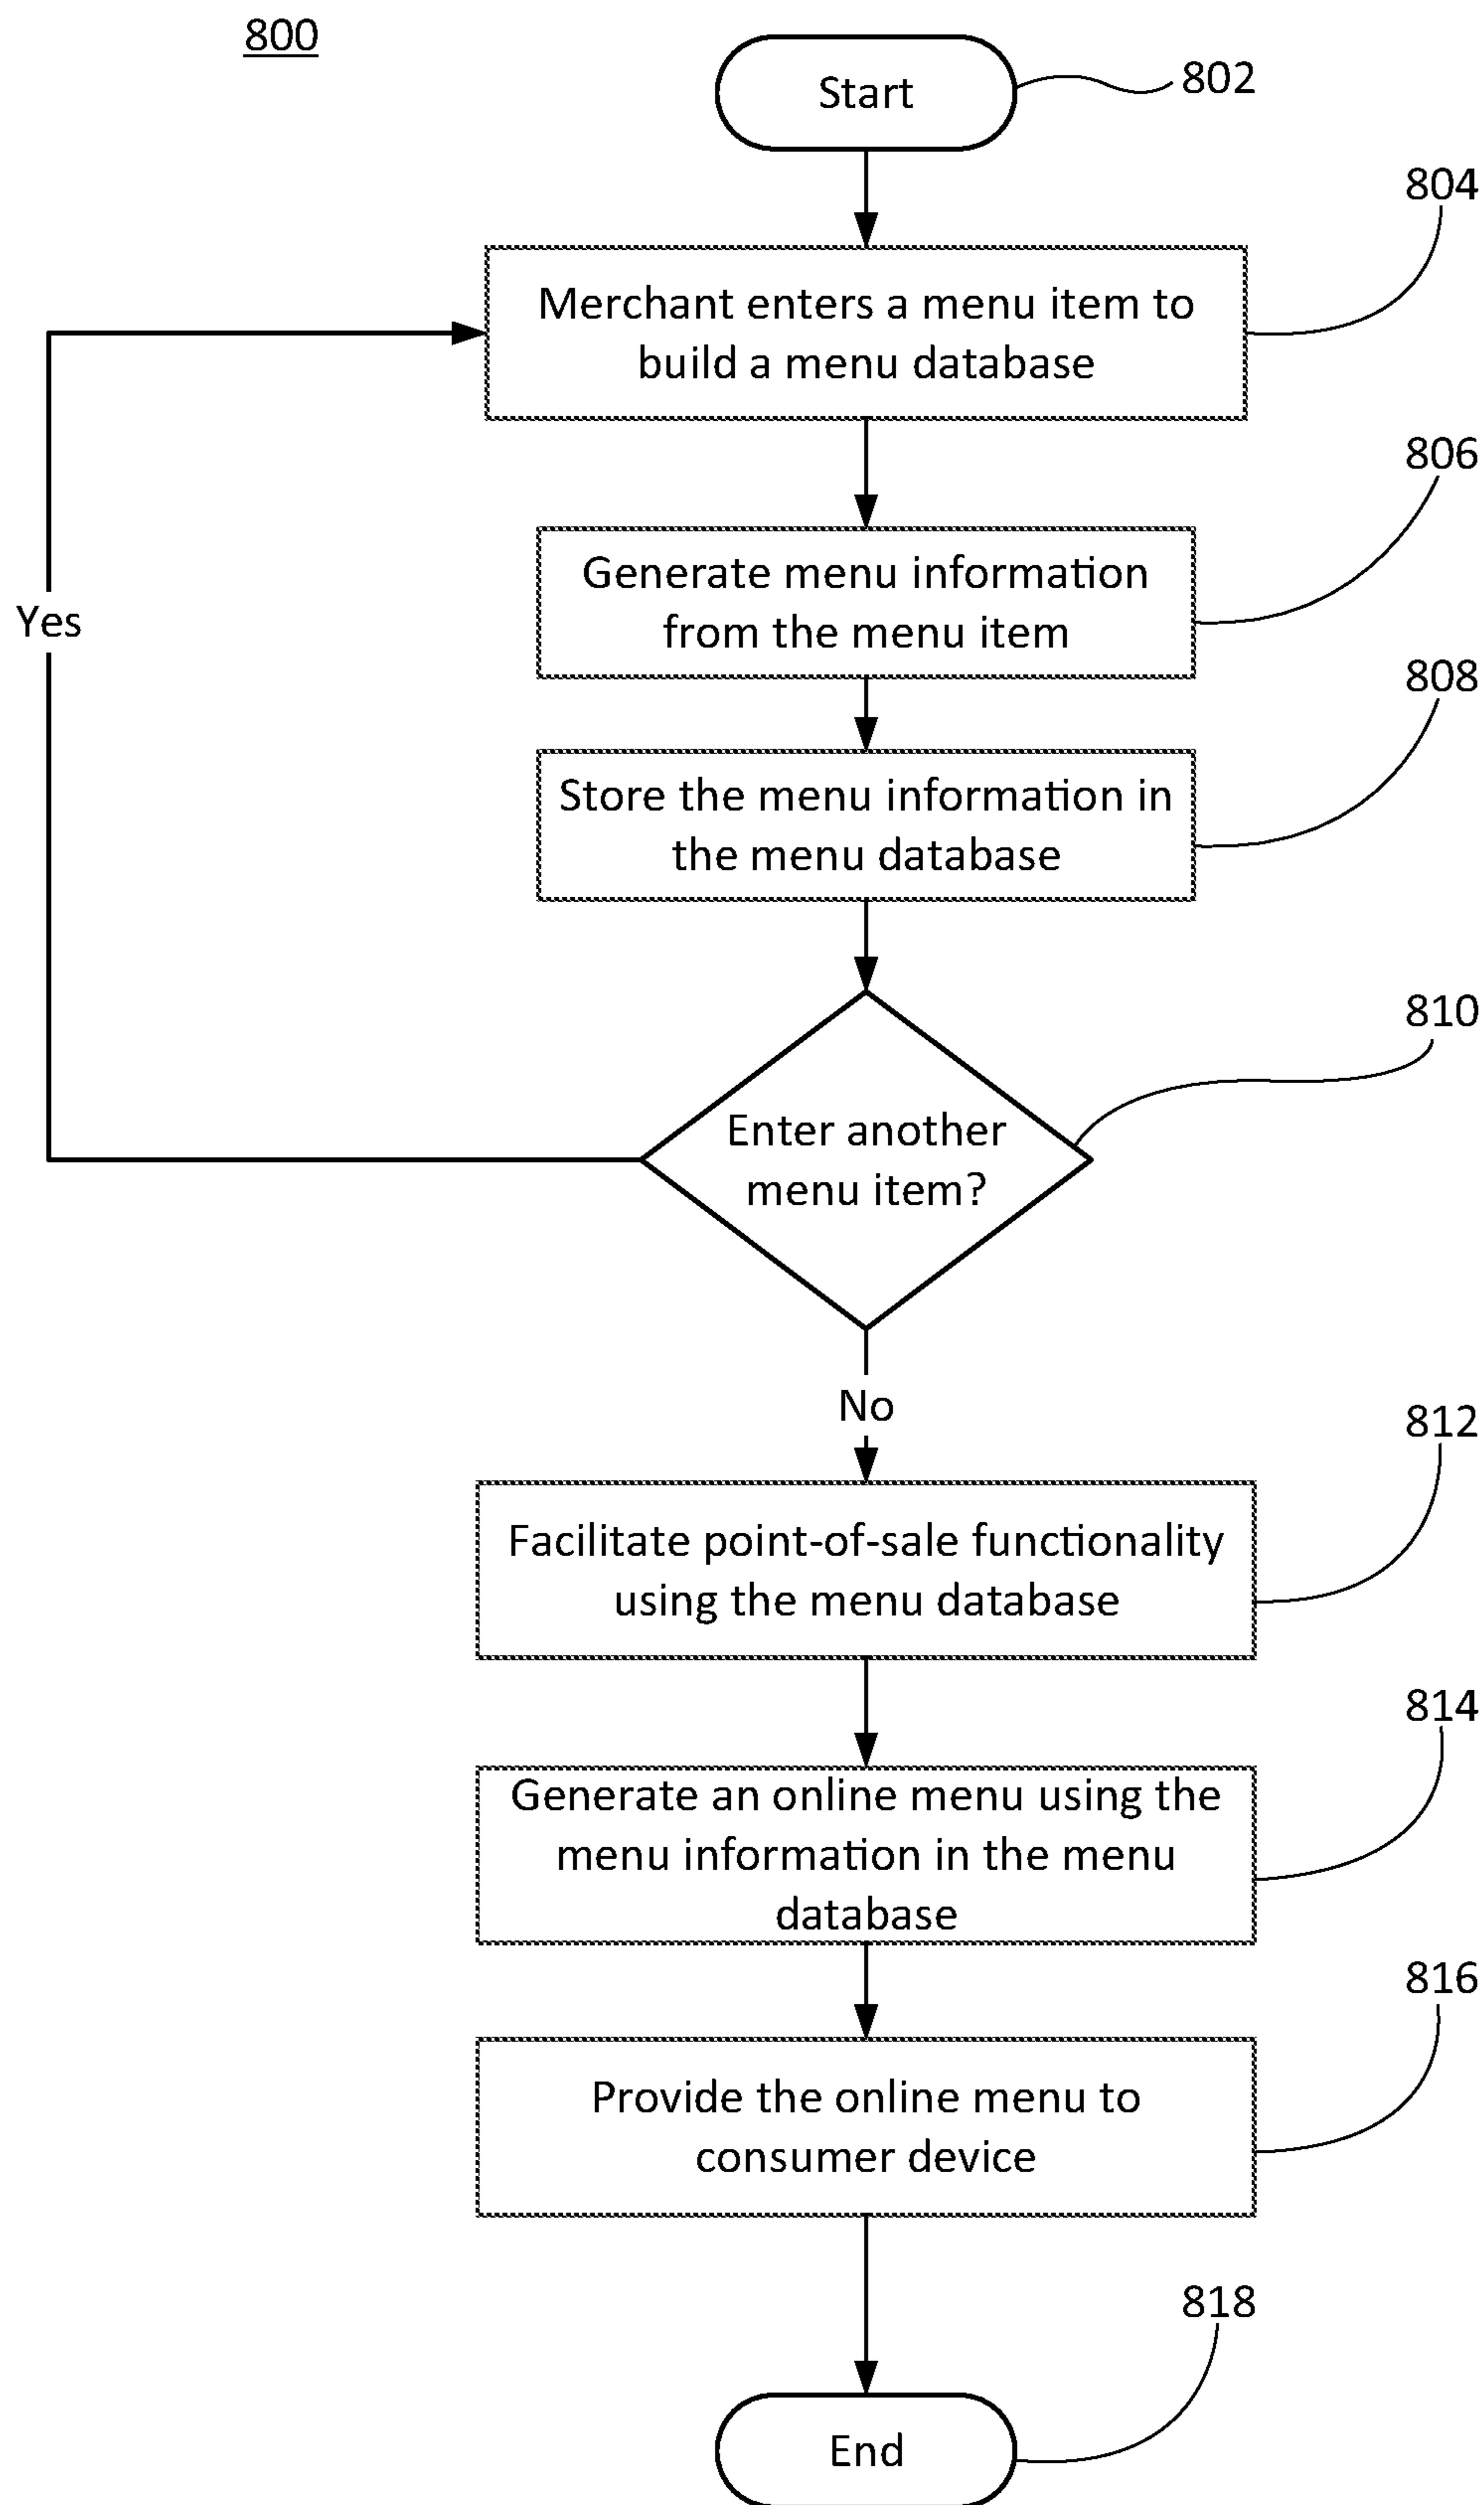 800
Start
802
804
Merchant enters a menu item to
build a menu database
806
Generate menu information
from the menu item
Yes
808
Store the menu information in
the menu database
810
Enter another
menu item?
No
812
Facilitate point-of-sale functionality
using the menu database
814
Generate an online menu using the
menu information in the menu
database
816
Provide the online menu to
consumer device
818
End